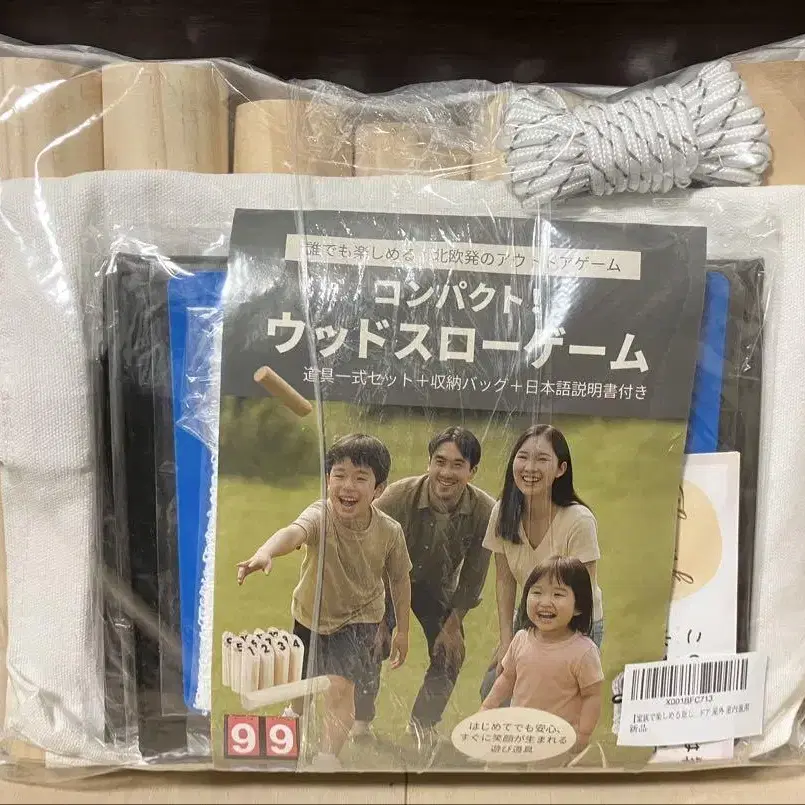 誰でも楽しめる!北欧発のアウトドアゲーム
コンパクト!
ウッドスローゲーム
道具一式セット＋収納バッグ＋日本語説明書付き
99
はじめてでも安心、
すぐに笑顔が生まれる
遊び道具
新品